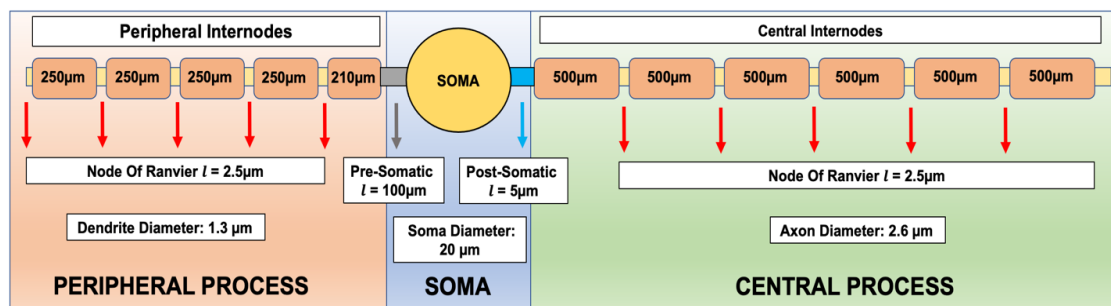 Peripheral Internodes
Central Internodes
250μm 250μm 250μm 250μm 210μm
SOMA
500μm 500μm 500μm 500μm 500μm 500μm
Node Of Ranvier l = 2.5μm
Pre-Somatic
l = 100μm
Post-Somatic
l = 5μm
Node Of Ranvier l = 2.5μm
Dendrite Diameter: 1.3 μm
Soma Diameter:
20 μm
Axon Diameter: 2.6 μm
PERIPHERAL PROCESS
SOMA
CENTRAL PROCESS